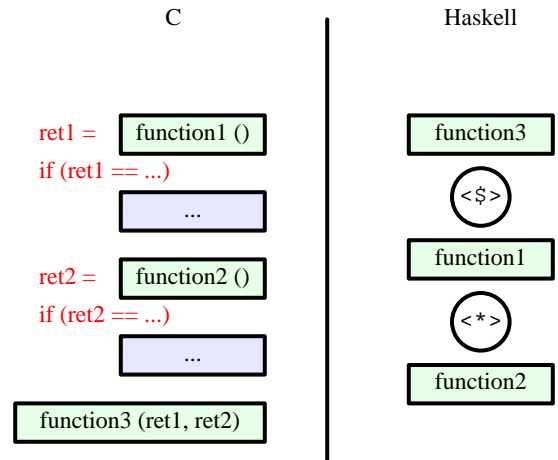 C
ret1 = function1 ()
if (ret1 == ...)
...
ret2 = function2 ()
if (ret2 == ...)
...
function3 (ret1, ret2)
Haskell
function3
<$>
function1
<*>
function2